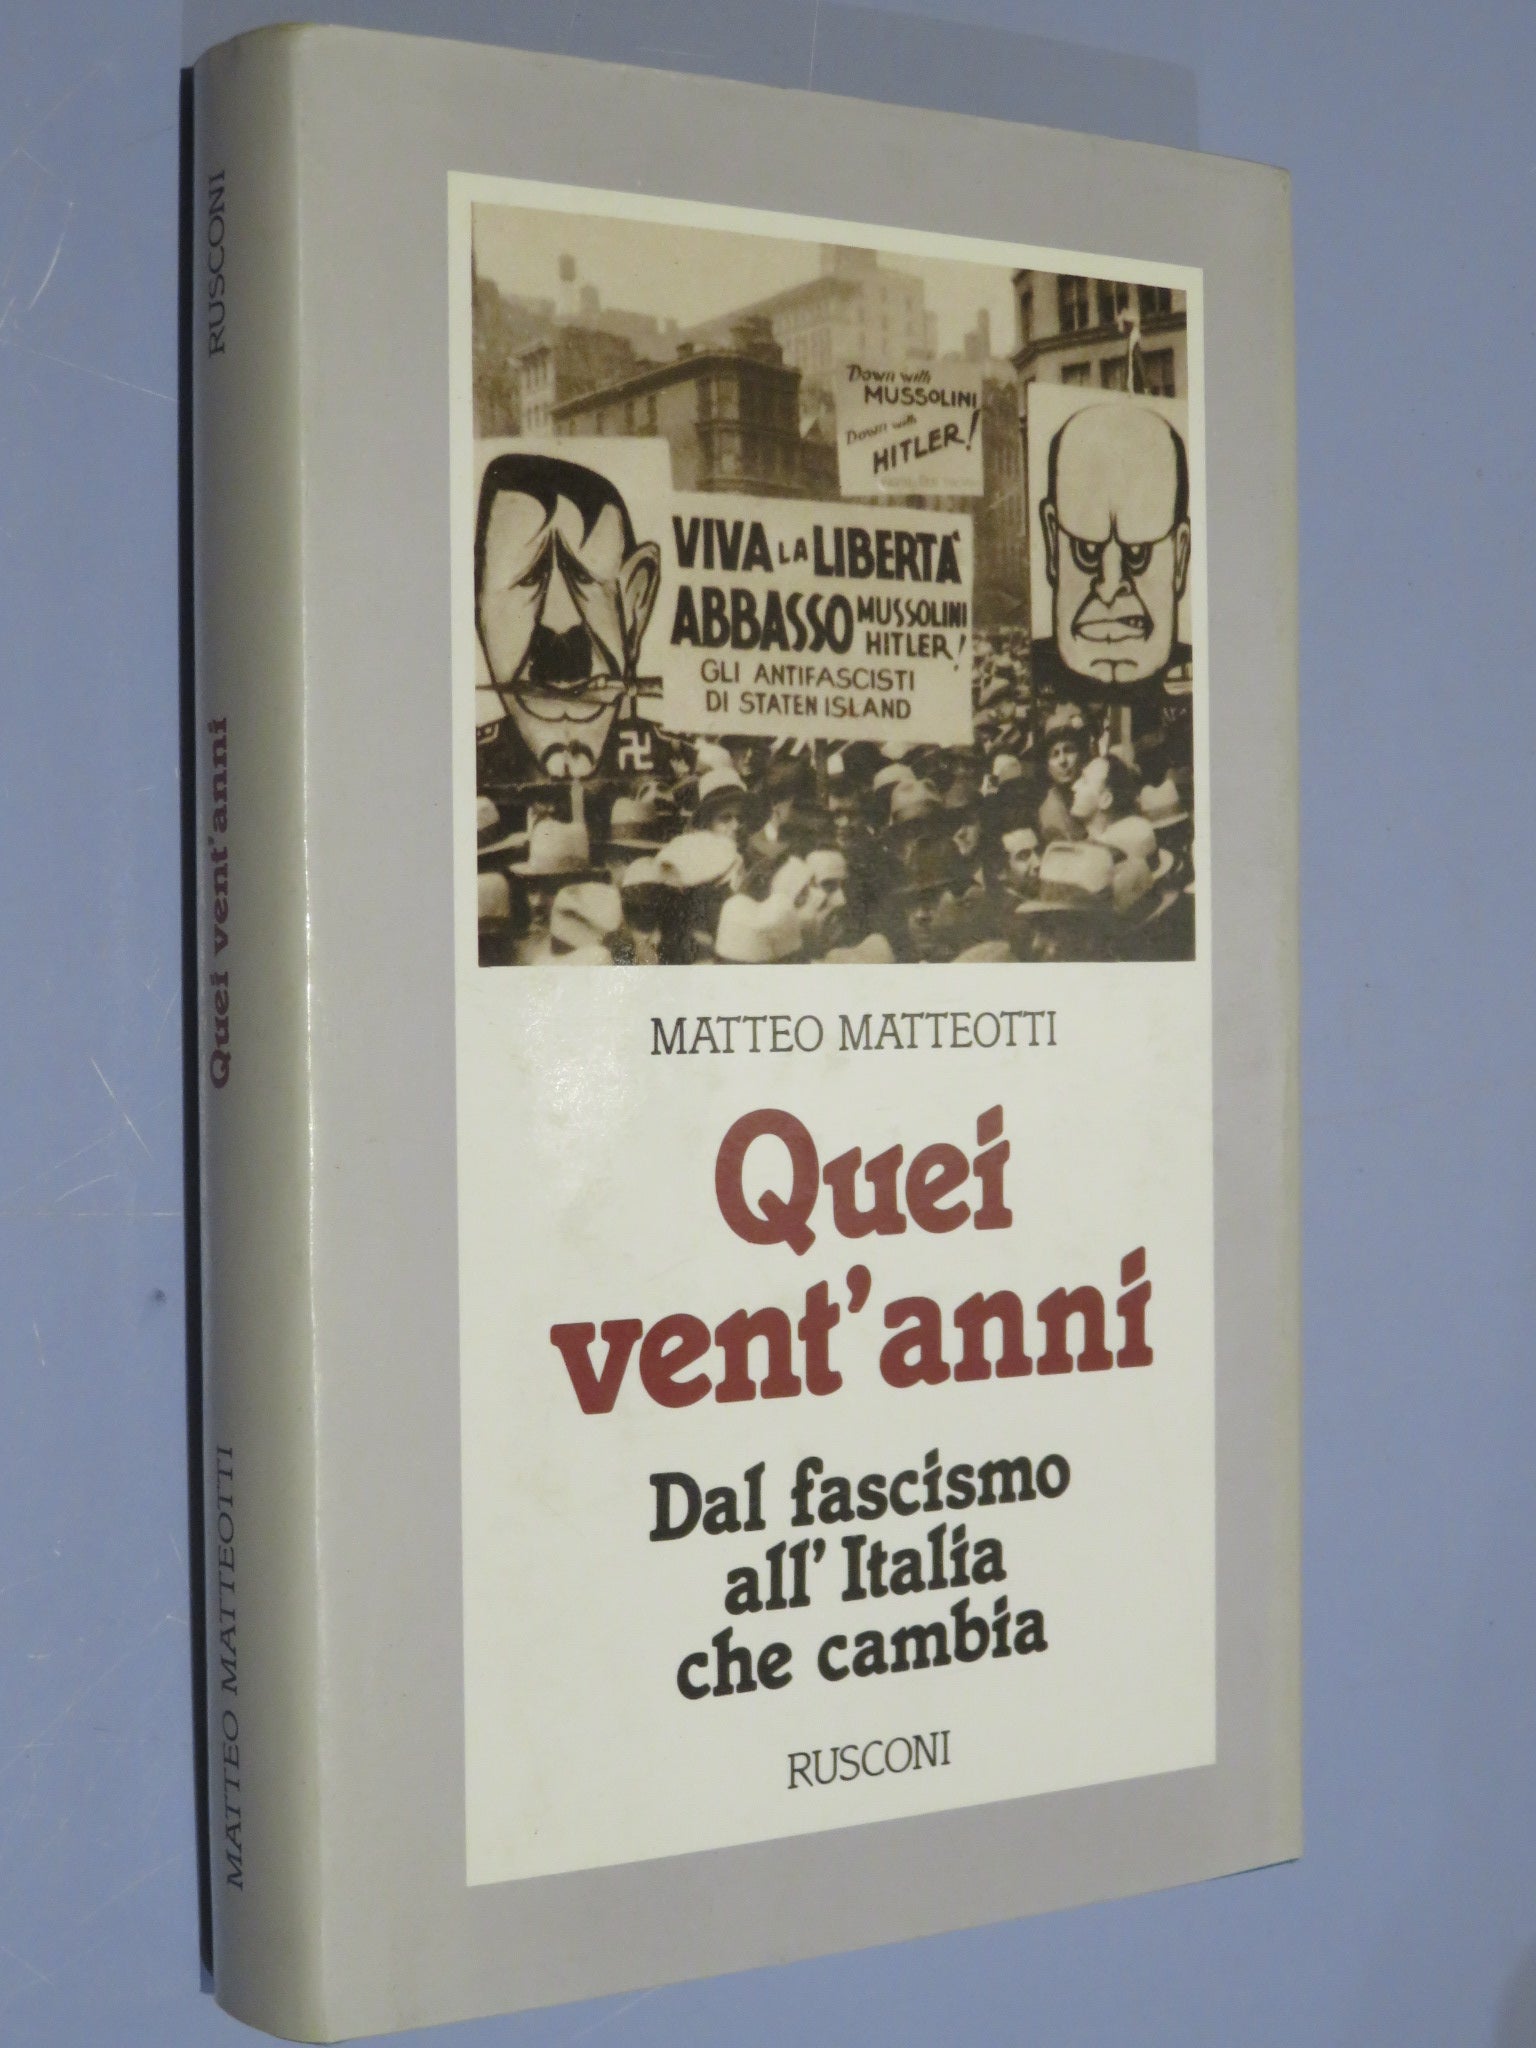 RUSCONI
Quei vent'anni
MATTEO MATTEOTTI
Down with
MUSSOLINI
Down with
HITLER!
VIVA LA LIBERTÀ
ABBASSO MUSSOLINI
HITLER!
GLI ANTIFASCISTI
DI STATEN ISLAND
MATTEO MATTEOTTI
Quei
vent'anni
Dal fascismo
all'Italia
che cambia
RUSCONI